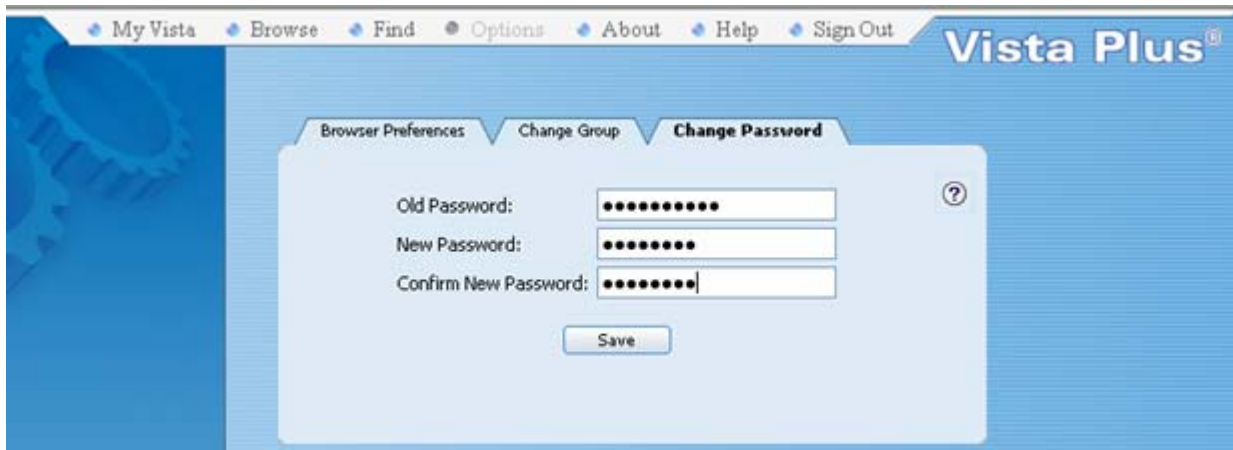 My Vista Browse Find Options About Help Sign Out
Vista Plus®
Browser Preferences Change Group Change Password
Old Password: ●●●●●●●●●●
?
New Password: ●●●●●●●●
Confirm New Password: ●●●●●●●●
Save